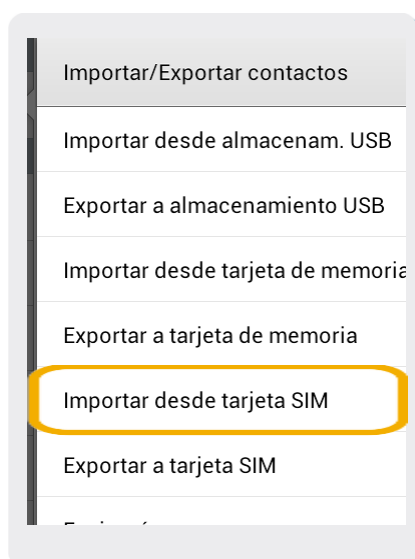 Importar/Exportar contactos
Importar desde almacenam. USB
Exportar a almacenamiento USB
Importar desde tarjeta de memoria
Exportar a tarjeta de memoria
Importar desde tarjeta SIM
Exportar a tarjeta SIM